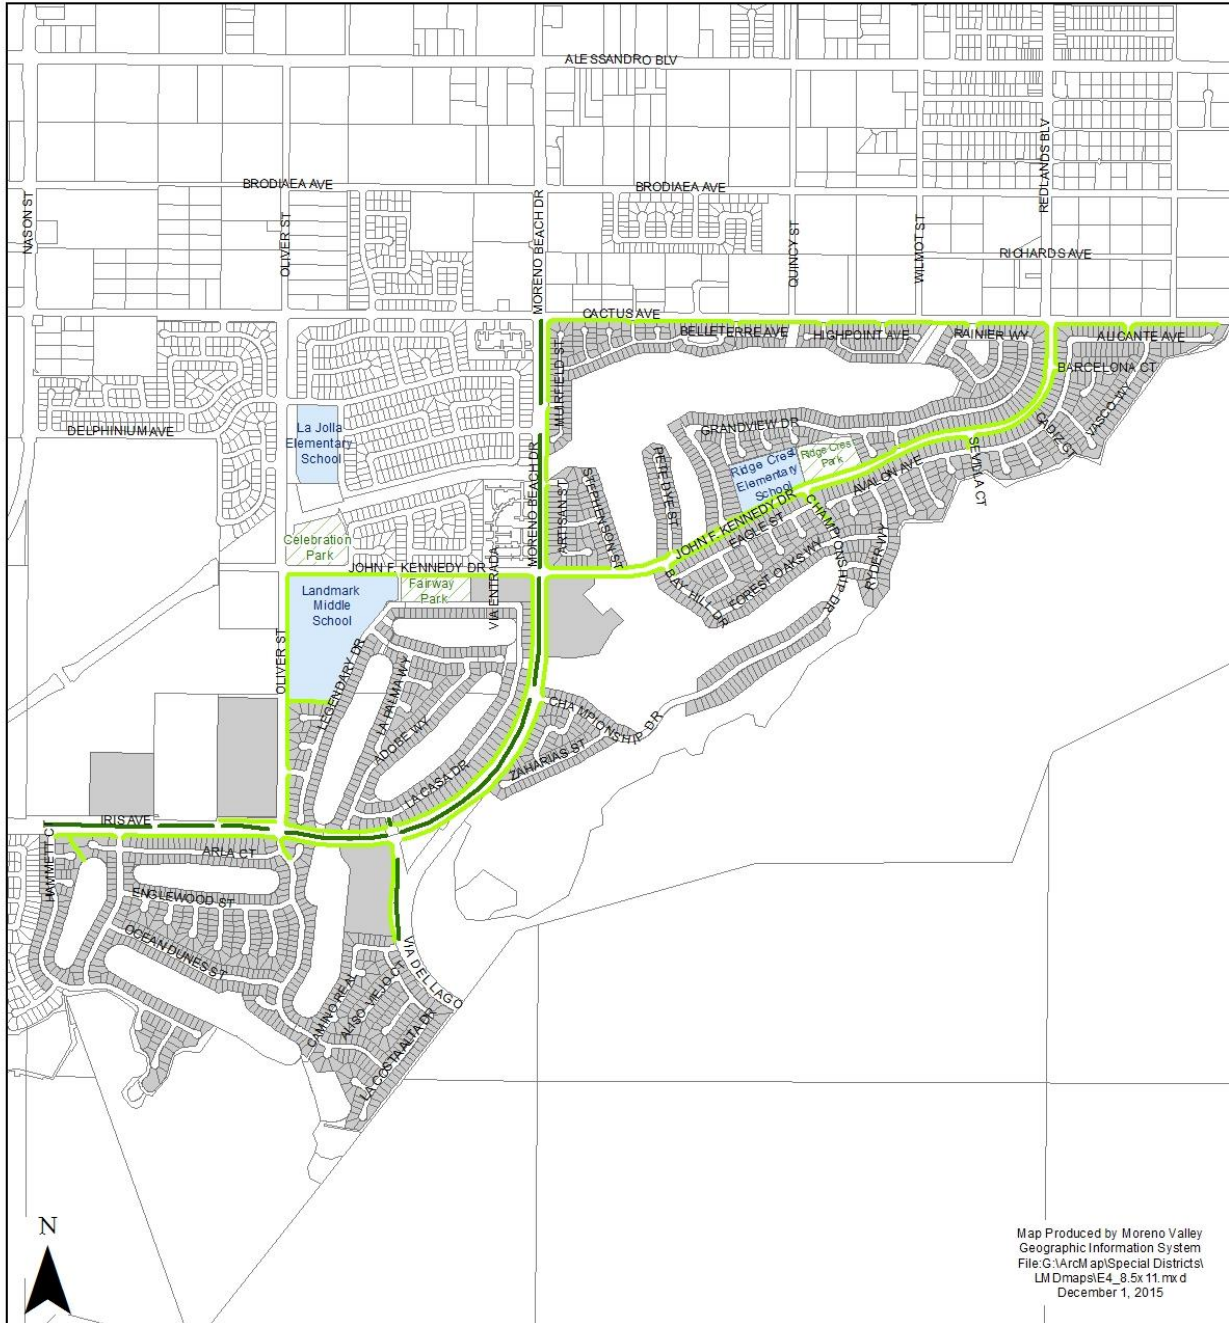 ALESSANDRO BLV
REDLANDS BLV
BRODIAEA AVE
BRODIAEA AVE
NASON ST
OLIVER ST
MORENO BEACH DR
QUINCY ST
WILMOT ST
RICHARDS AVE
CACTUS AVE
BELLETERRE AVE
HIGHPOINT AVE
RAINIER WY
ALICANTE AVE
MUIRFIELD ST
BARCELONA CT
VASCO WY
CADIZ CT
DELPHINIUM AVE
La Jolla
Elementary
School
GRANDVIEW DR
Ridge Crest
Park
Ridge Crest
Elementary
School
SEVILLA CT
AVALON AVE
MORENO BEACH DR
ARTISAN ST
STEPHENSON ST
PETE DYE ST
JOHN F. KENNEDY DR
EAGLE ST
CHAMPIONSHIP DR
RYDER WY
FOREST OAKS WY
BAY HILL DR
Celebration
Park
JOHN F. KENNEDY DR
VIA ENTRADA
Landmark
Middle
School
Fairway
Park
OLIVER ST
LEGENDARY DR
LA PALMA WY
ADOBE WY
LA CASA DR
CHAMPIONSHIP DR
ZAHARIAS ST
IRIS AVE
HAMMETT CT
ARLA CT
ENGLEWOOD ST
OCEAN DUNES ST
CAMINO REAL
ALISO VIEJO CT
VIA DEL LAGO
LA COSTA ALTA DR
N
Map Produced by Moreno Valley
Geographic Information System
File:G:\ArcMap\Special Districts\
LMDmaps\E4_8.5x11.mxd
December 1, 2015